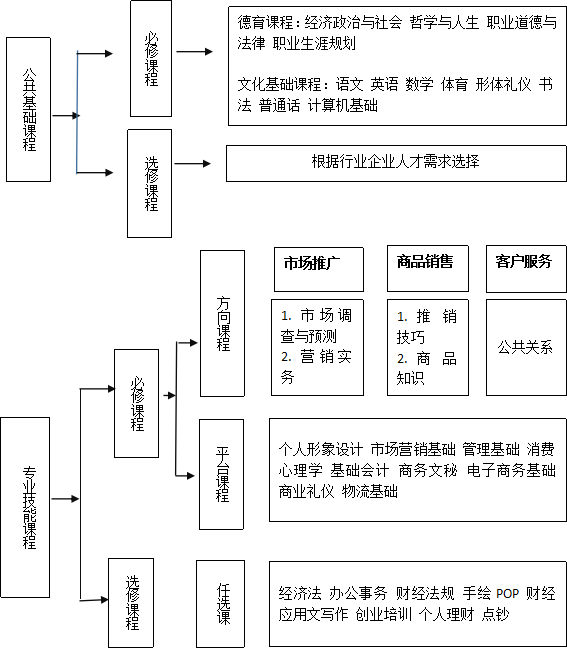 公共基础课程
必修课程
德育课程：经济政治与社会 哲学与人生 职业道德与
法律 职业生涯规划
文化基础课程：语文 英语 数学 体育 形体礼仪 书
法 普通话 计算机基础
选修课程
根据行业企业人才需求选择
专业技能课程
必修课程
方向课程
市场推广
商品销售
客户服务
1. 市场调
查与预测
2. 营销实
务
1. 推销
技巧
2. 商品
知识
公共关系
平台课程
个人形象设计 市场营销基础 管理基础 消费
心理学 基础会计 商务文秘 电子商务基础
商业礼仪 物流基础
选修课程
任选课
经济法 办公事务 财经法规 手绘 POP 财经
应用文写作 创业培训 个人理财 点钞